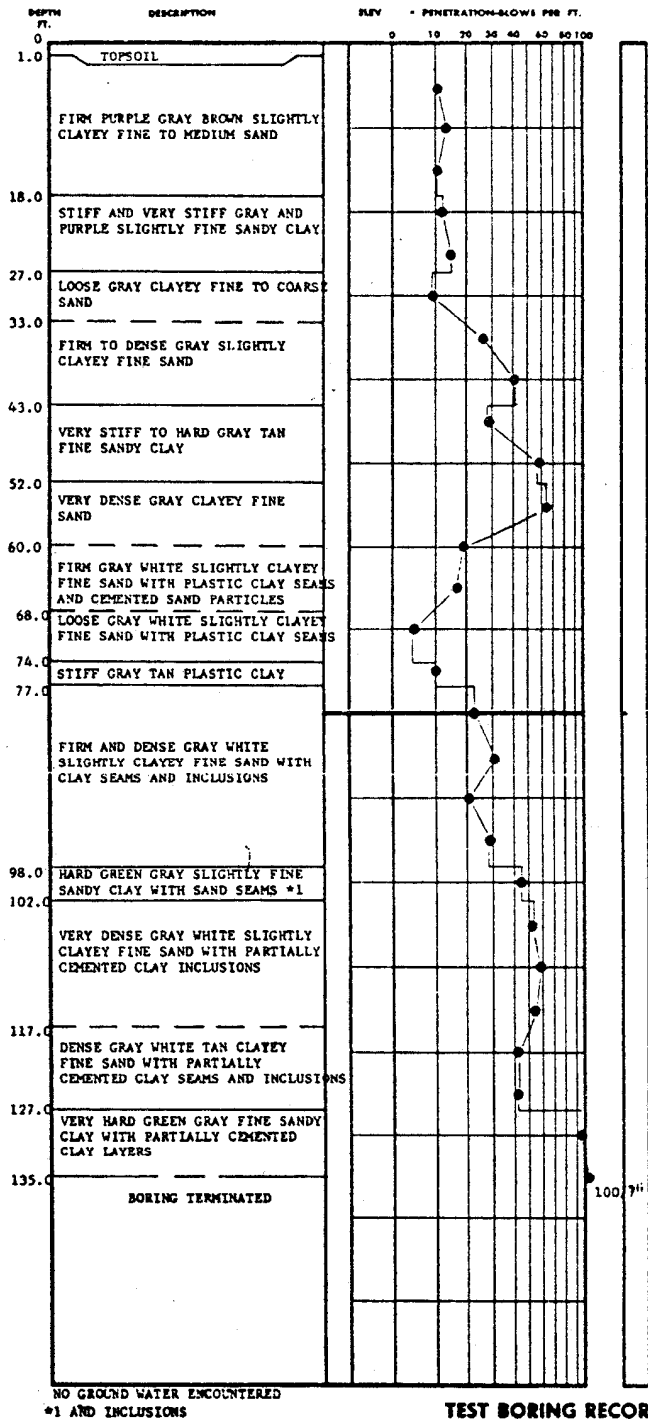 DEPTH FT. DESCRIPTION ELEV • PENETRATION-BLOWS PER FT.
0 0 10 20 30 40 60 80 100
1.0 TOPSOIL
FIRM PURPLE GRAY BROWN SLIGHTLY
CLAYEY FINE TO MEDIUM SAND
18.0
STIFF AND VERY STIFF GRAY AND
PURPLE SLIGHTLY FINE SANDY CLAY
27.0
LOOSE GRAY CLAYEY FINE TO COARSE
SAND
33.0
FIRM TO DENSE GRAY SLIGHTLY
CLAYEY FINE SAND
43.0
VERY STIFF TO HARD GRAY TAN
FINE SANDY CLAY
52.0
VERY DENSE GRAY CLAYEY FINE
SAND
60.0
FIRM GRAY WHITE SLIGHTLY CLAYEY
FINE SAND WITH PLASTIC CLAY SEAMS
AND CEMENTED SAND PARTICLES
68.0
LOOSE GRAY WHITE SLIGHTLY CLAYEY
FINE SAND WITH PLASTIC CLAY SEAMS
74.0
STIFF GRAY TAN PLASTIC CLAY
77.0
FIRM AND DENSE GRAY WHITE
SLIGHTLY CLAYEY FINE SAND WITH
CLAY SEAMS AND INCLUSIONS
98.0
HARD GREEN GRAY SLIGHTLY FINE
SANDY CLAY WITH SAND SEAMS *1
102.0
VERY DENSE GRAY WHITE SLIGHTLY
CLAYEY FINE SAND WITH PARTIALLY
CEMENTED CLAY INCLUSIONS
117.0
DENSE GRAY WHITE TAN CLAYEY
FINE SAND WITH PARTIALLY
CEMENTED CLAY SEAMS AND INCLUSIONS
127.0
VERY HARD GREEN GRAY FINE SANDY
CLAY WITH PARTIALLY CEMENTED
CLAY LAYERS
135.0
100/7"
BORING TERMINATED
NO GROUND WATER ENCOUNTERED
*1 AND INCLUSIONS
TEST BORING RECOR